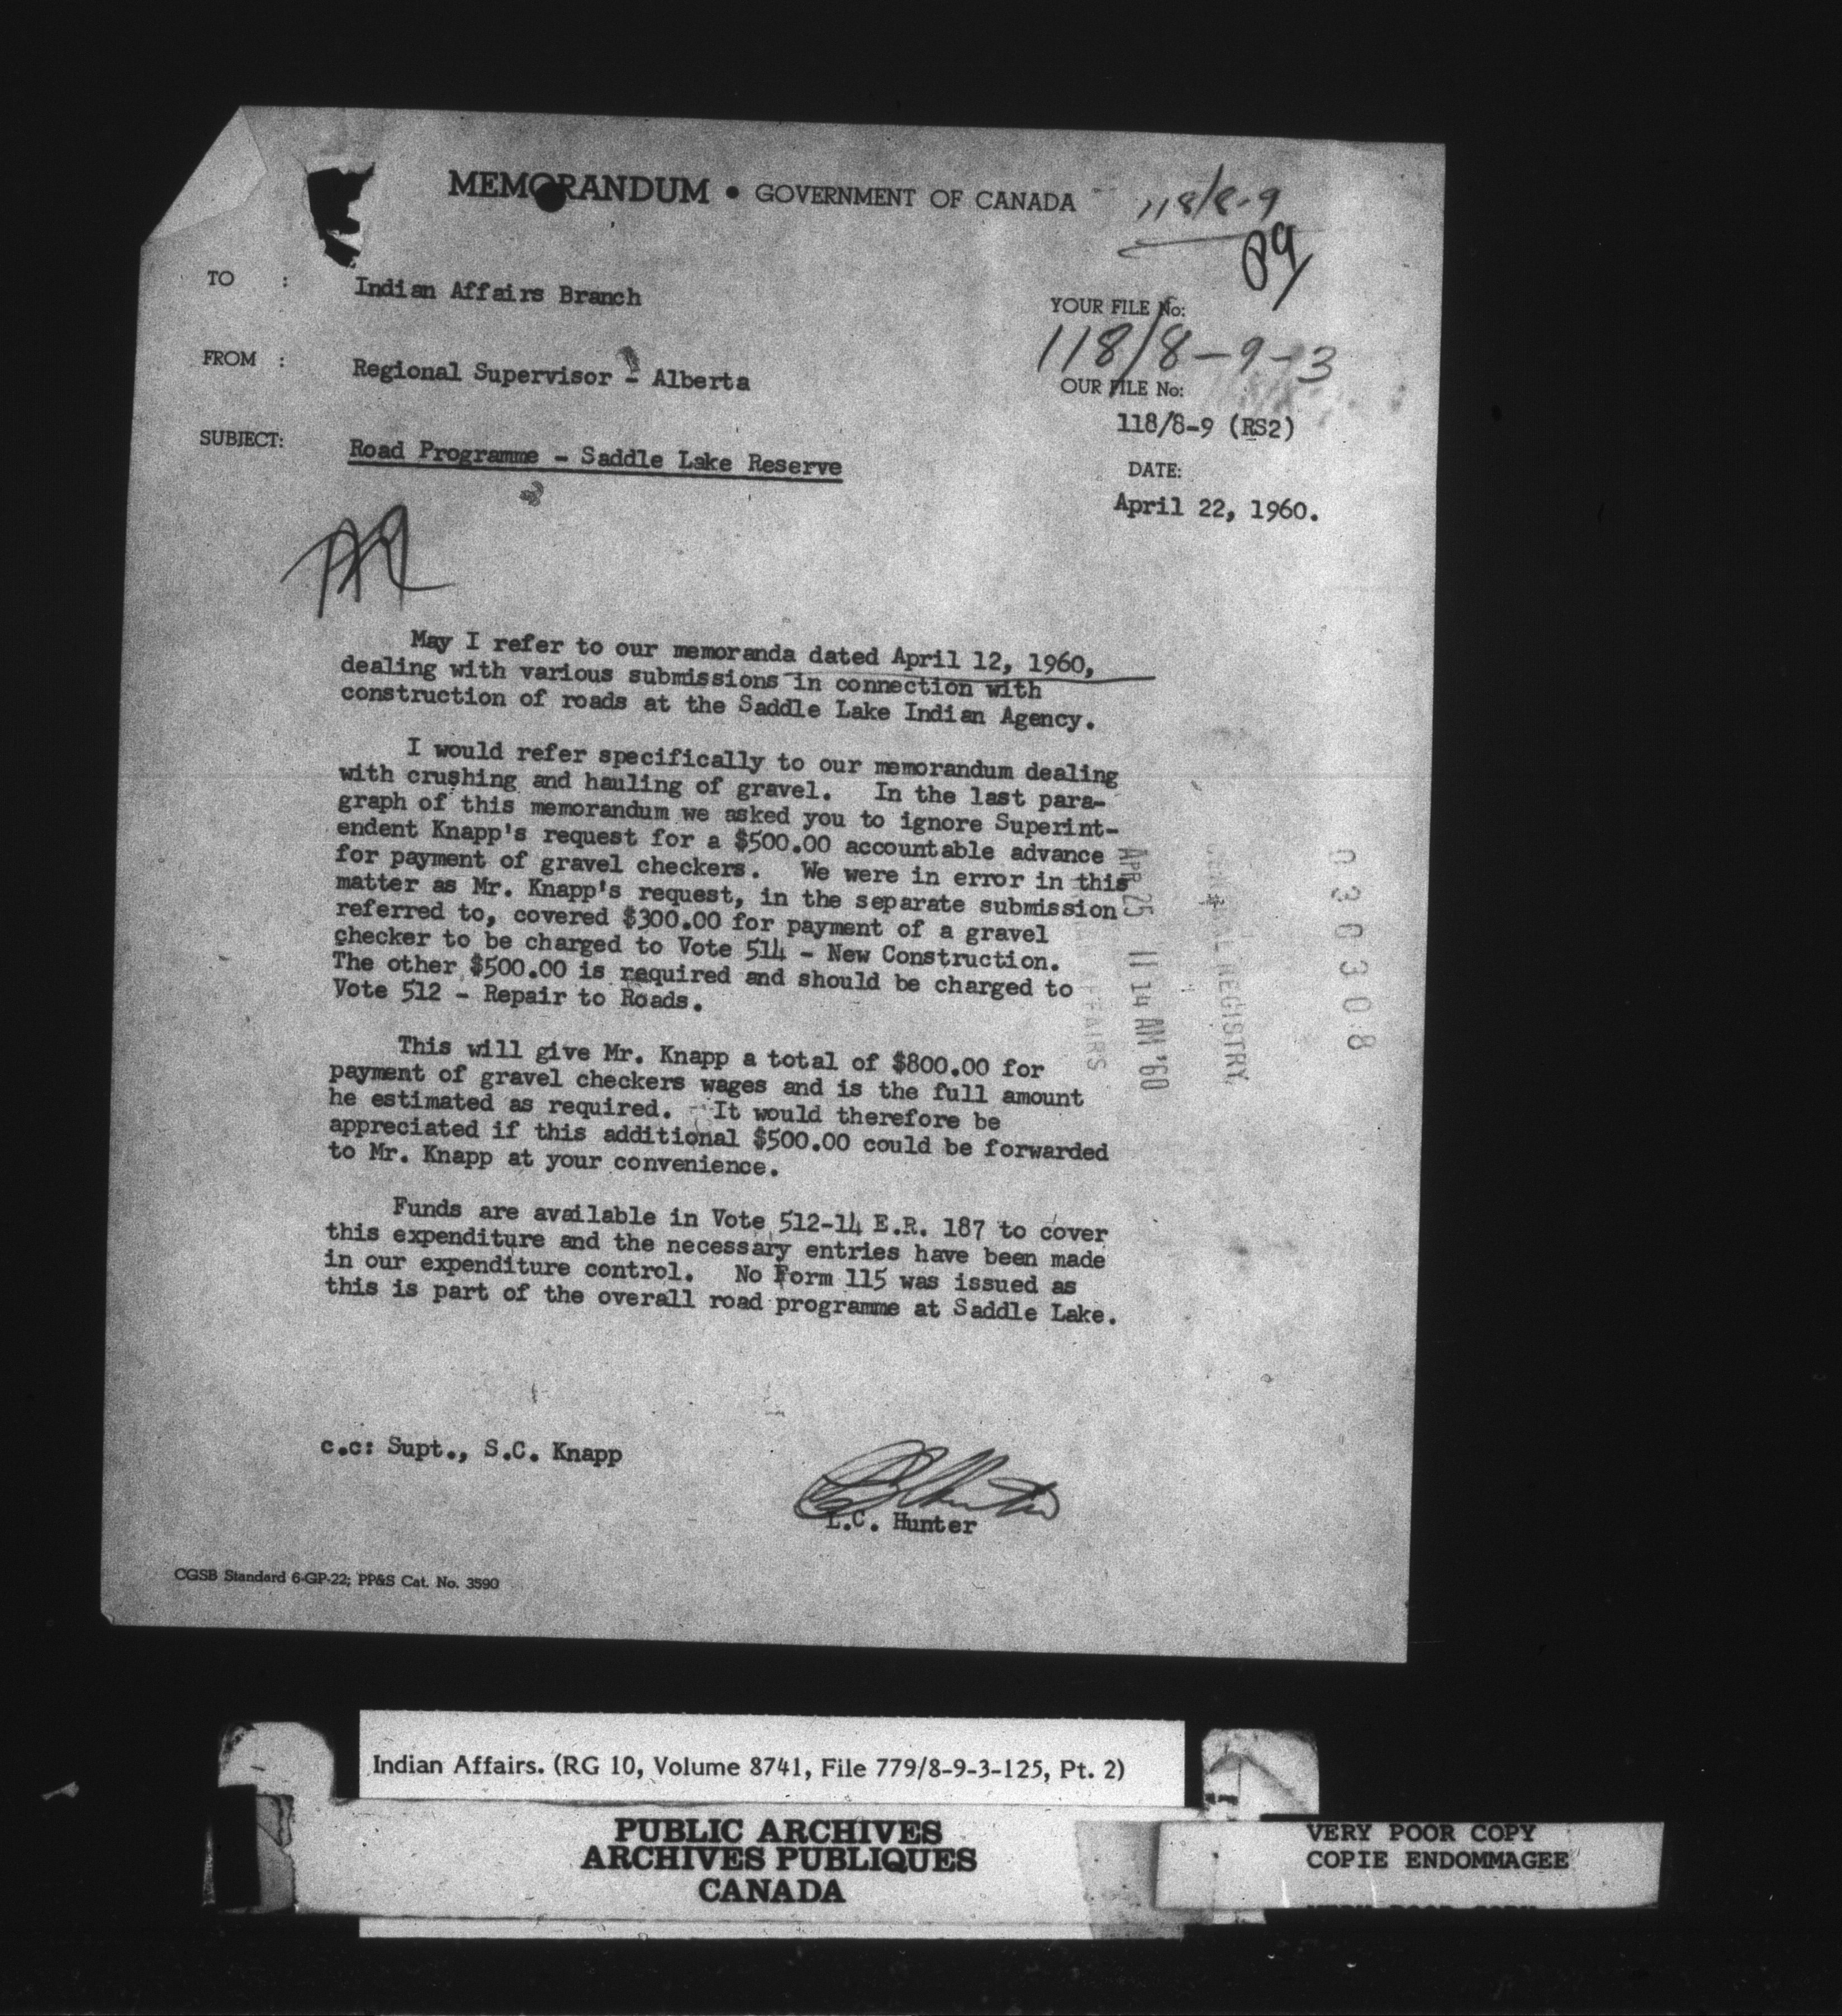 MEMORANDUM • GOVERNMENT OF CANADA
118/8-9
TO :
Indian Affairs Branch
YOUR FILE No:
118/8-9-3
FROM :
Regional Supervisor - Alberta
OUR FILE No:
118/8-9 (RS2)
SUBJECT:
Road Programme - Saddle Lake Reserve
DATE:
April 22, 1960.
May I refer to our memoranda dated April 12, 1960,
dealing with various submissions in connection with
construction of roads at the Saddle Lake Indian Agency.
I would refer specifically to our memorandum dealing
with crushing and hauling of gravel. In the last para-
graph of this memorandum we asked you to ignore Superint-
endent Knapp's request for a $500.00 accountable advance
for payment of gravel checkers. We were in error in this
matter as Mr. Knapp's request, in the separate submission
referred to, covered $300.00 for payment of a gravel
checker to be charged to Vote 514 - New Construction.
The other $500.00 is required and should be charged to
Vote 512 - Repair to Roads.
This will give Mr. Knapp a total of $800.00 for
payment of gravel checkers wages and is the full amount
he estimated as required. It would therefore be
appreciated if this additional $500.00 could be forwarded
to Mr. Knapp at your convenience.
Funds are available in Vote 512-14 E.R. 187 to cover
this expenditure and the necessary entries have been made
in our expenditure control. No Form 115 was issued as
this is part of the overall road programme at Saddle Lake.
APR 25 11 14 AM '60
REGISTRY
030308
c.c: Supt., S.C. Knapp
L.C. Hunter
CGSB Standard 6-GP-22; PP&S Cat. No. 3590
Indian Affairs. (RG 10, Volume 8741, File 779/8-9-3-125, Pt. 2)
PUBLIC ARCHIVES
ARCHIVES PUBLIQUES
CANADA
VERY POOR COPY
COPIE ENDOMMAGEE